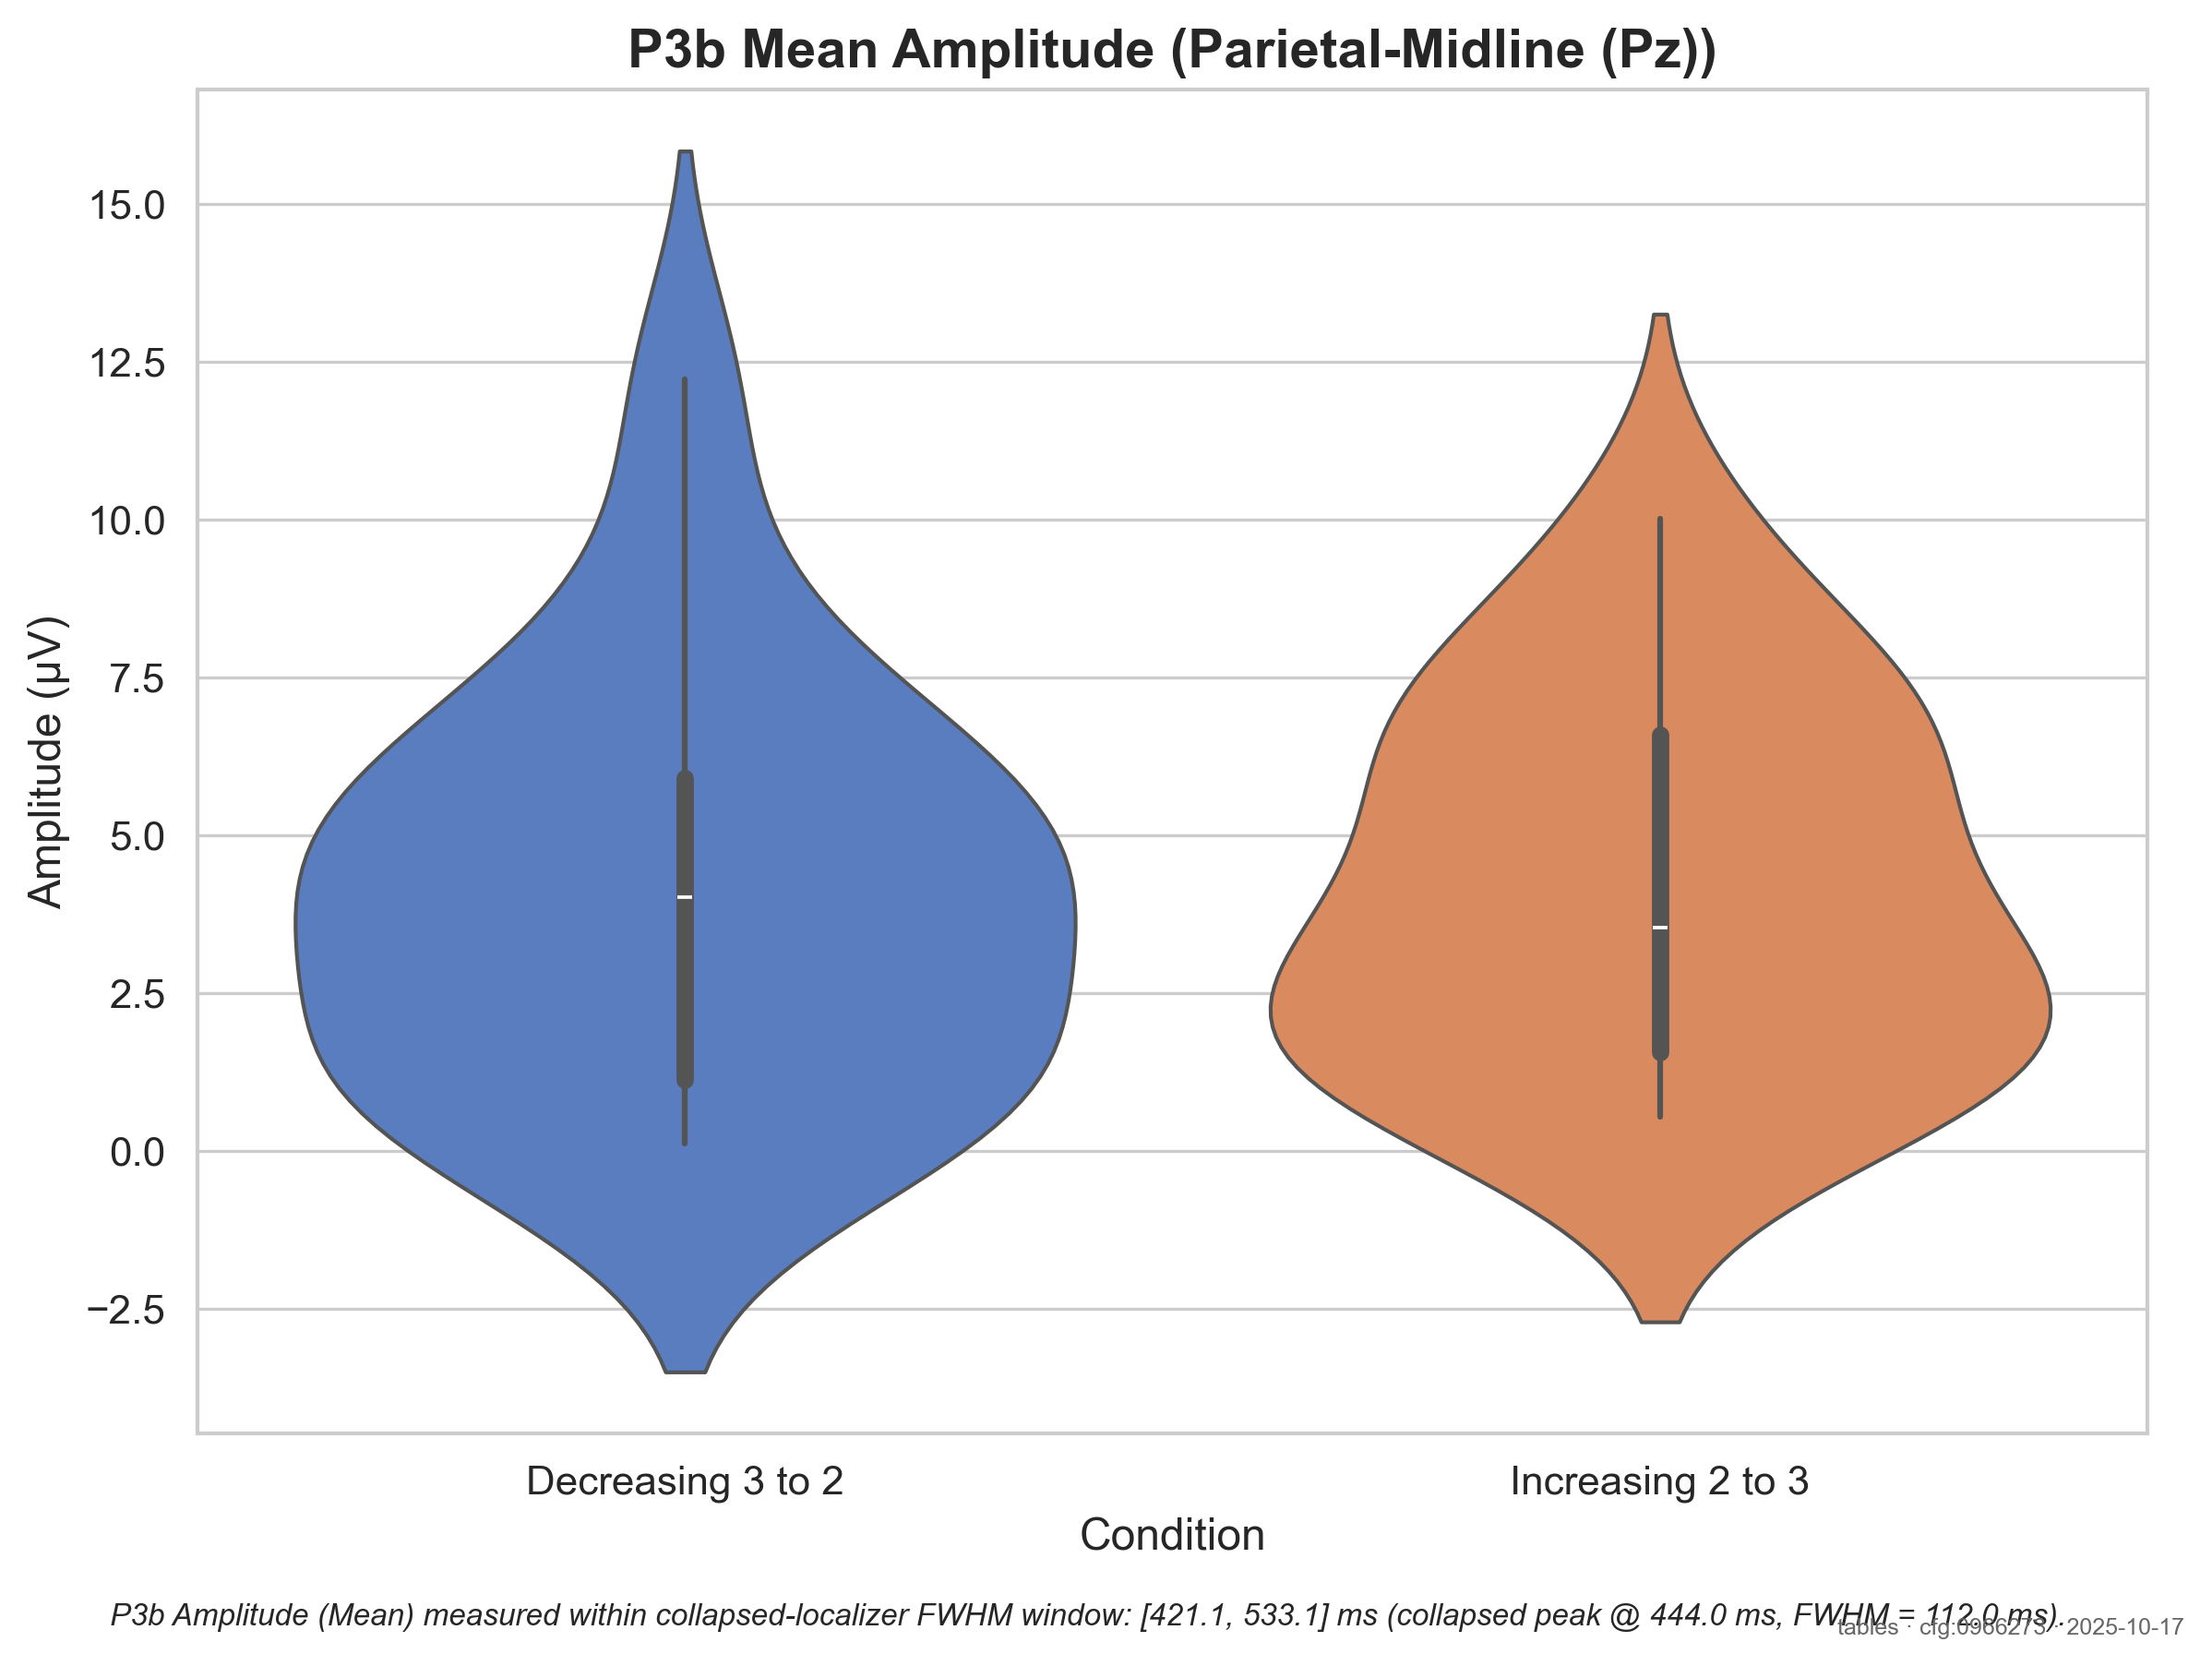 P3b Mean Amplitude (Parietal-Midline (Pz))
Amplitude (µV)
15.0
12.5
10.0
7.5
5.0
2.5
0.0
−2.5
Decreasing 3 to 2
Increasing 2 to 3
Condition
P3b Amplitude (Mean) measured within collapsed-localizer FWHM window: [421.1, 533.1] ms (collapsed peak @ 444.0 ms, FWHM = 112.0 ms).
tables · cfg:0966273 · 2025-10-17